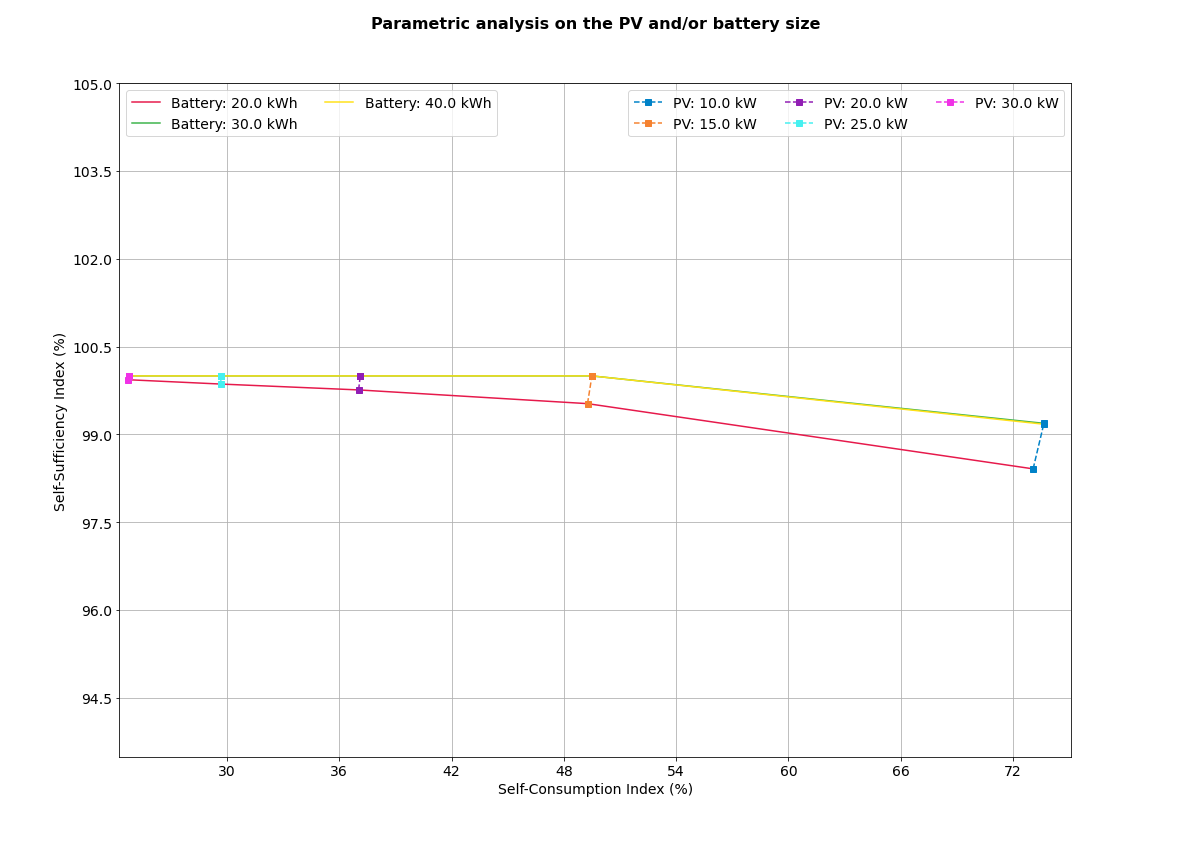 Parametric analysis on the PV and/or battery size
105.0
103.5
102.0
100.5
99.0
97.5
96.0
94.5
Self-Sufficiency Index (%)
Battery: 20.0 kWh
Battery: 30.0 kWh
Battery: 40.0 kWh
PV: 10.0 kW
PV: 15.0 kW
PV: 20.0 kW
PV: 25.0 kW
PV: 30.0 kW
30 36 42 48 54 60 66 72
Self-Consumption Index (%)